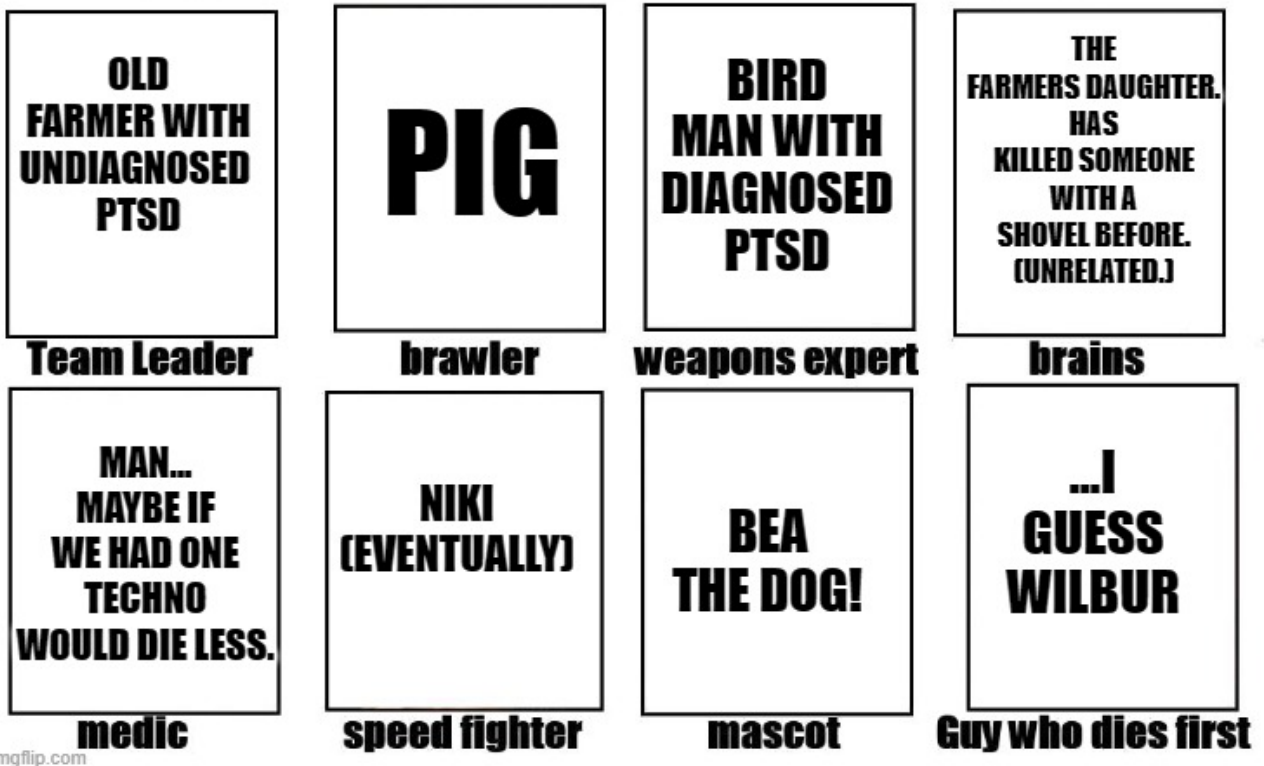 OLD
FARMER WITH
UNDIAGNOSED
PTSD
Team Leader
PIG
brawler
BIRD
MAN WITH
DIAGNOSED
PTSD
weapons expert
THE
FARMERS DAUGHTER.
HAS
KILLED SOMEONE
WITH A
SHOVEL BEFORE.
(UNRELATED.)
brains
MAN...
MAYBE IF
WE HAD ONE
TECHNO
WOULD DIE LESS.
medic
NIKI
(EVENTUALLY)
speed fighter
BEA
THE DOG!
mascot
...I
GUESS
WILBUR
Guy who dies first
mgflip.com